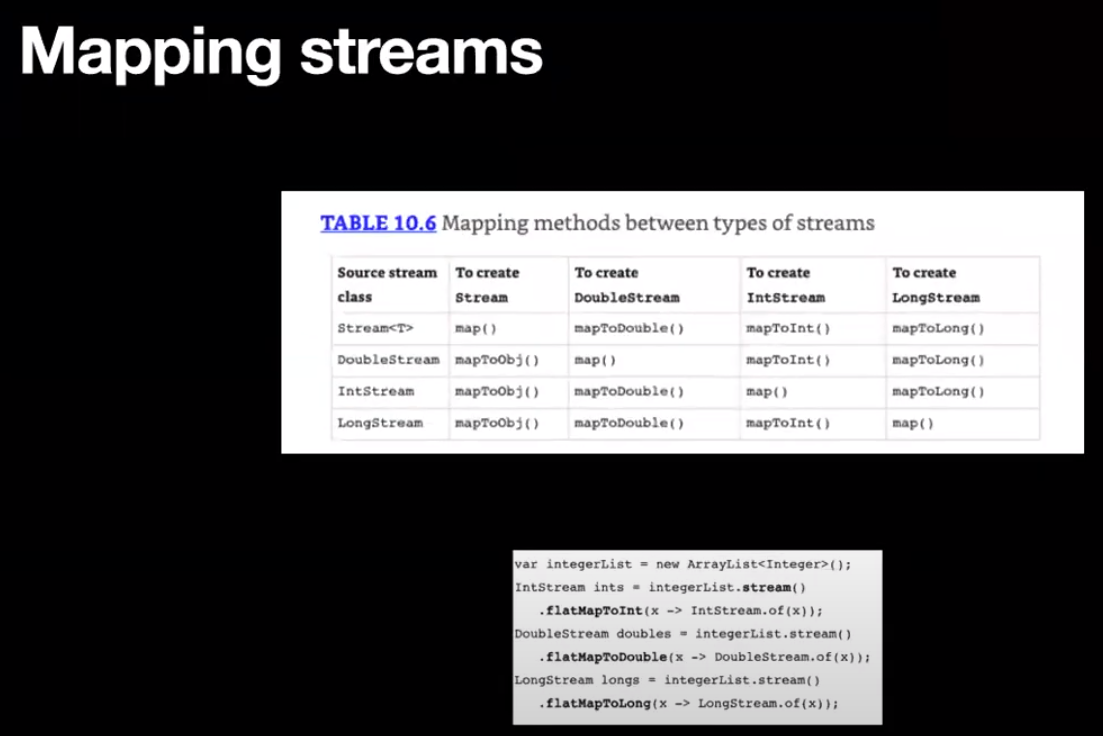 Mapping streams
TABLE 10.6 Mapping methods between types of streams
Source stream class To create Stream To create DoubleStream To create IntStream To create LongStream
Stream<T> map() mapToDouble() mapToInt() mapToLong()
DoubleStream mapToObj() map() mapToInt() mapToLong()
IntStream mapToObj() mapToDouble() map() mapToLong()
LongStream mapToObj() mapToDouble() mapToInt() map()
var integerList = new ArrayList<Integer>();
IntStream ints = integerList.stream()
.flatMapToInt(x -> IntStream.of(x));
DoubleStream doubles = integerList.stream()
.flatMapToDouble(x -> DoubleStream.of(x));
LongStream longs = integerList.stream()
.flatMapToLong(x -> LongStream.of(x));